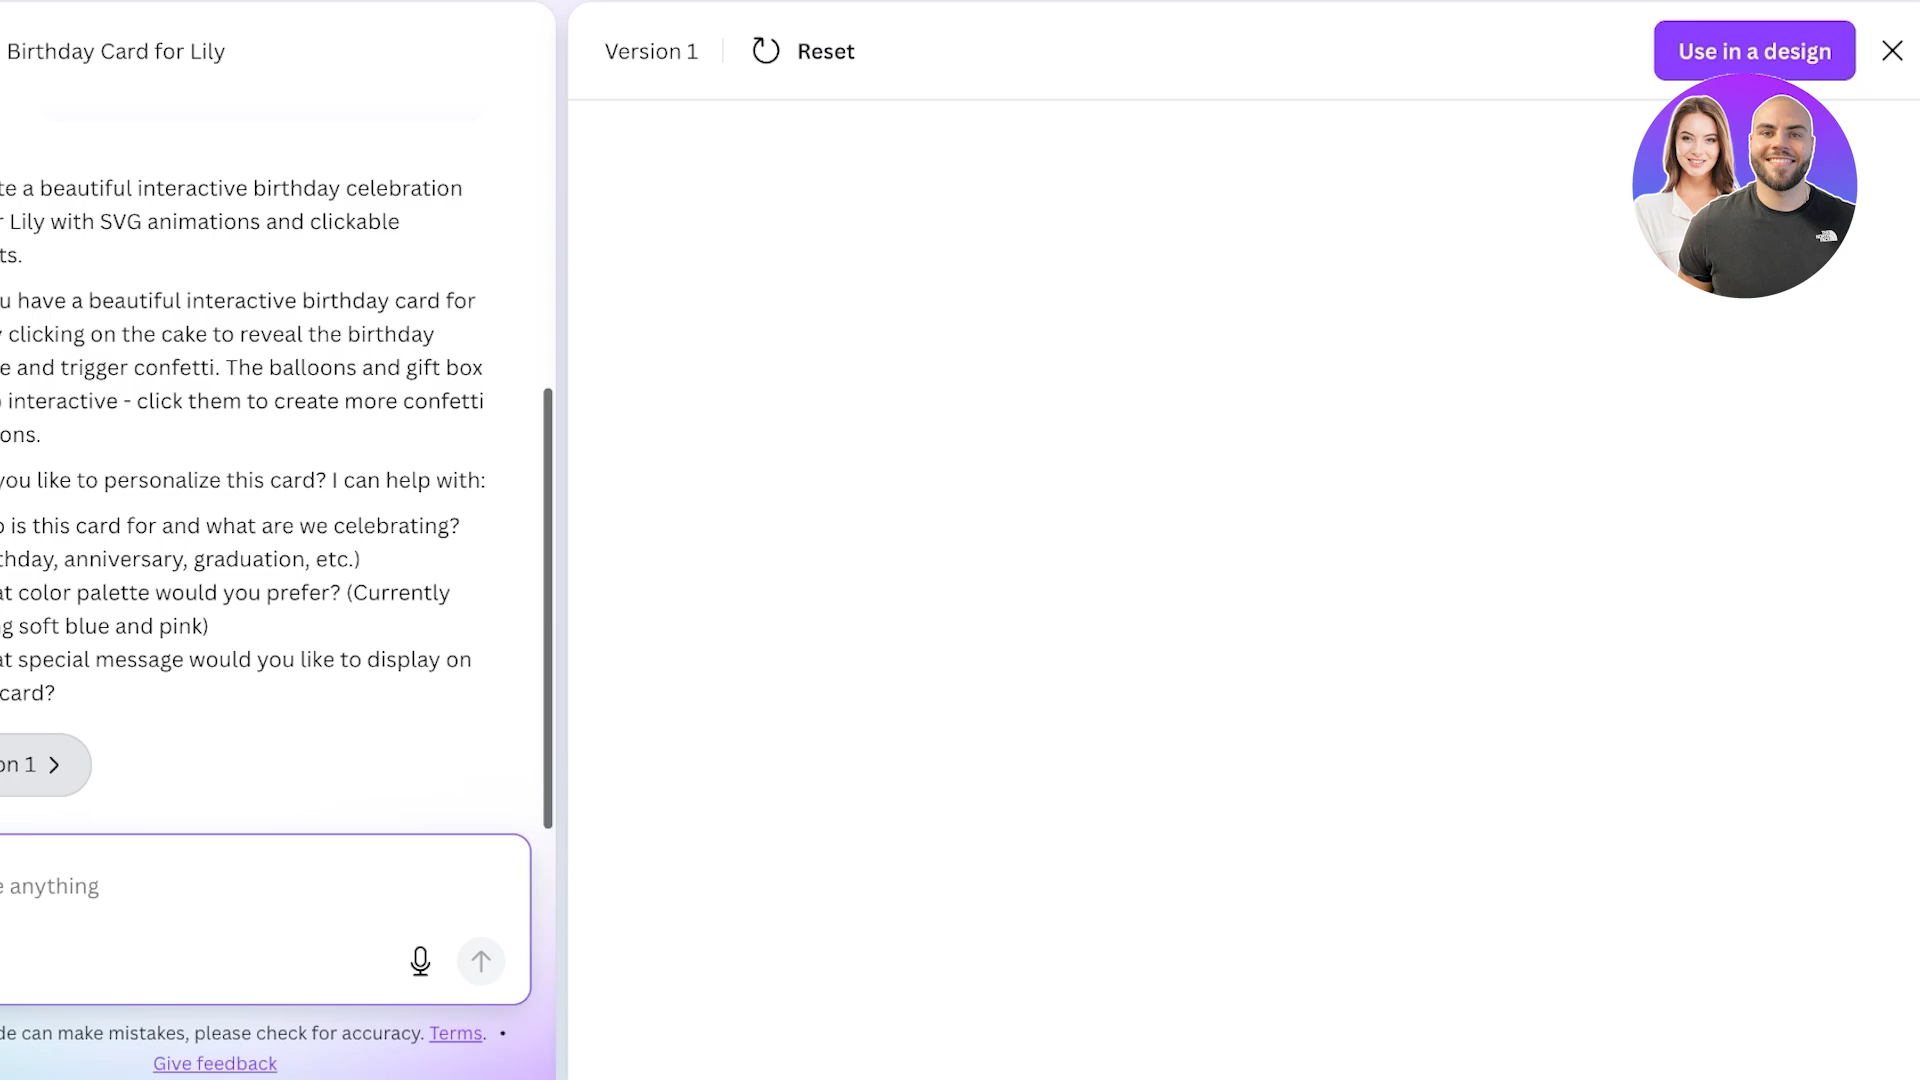 Birthday Card for Lily
Version 1
Reset
Use in a design
te a beautiful interactive birthday celebration
r Lily with SVG animations and clickable
ts.
u have a beautiful interactive birthday card for
y clicking on the cake to reveal the birthday
e and trigger confetti. The balloons and gift box
) interactive - click them to create more confetti
ons.
you like to personalize this card? I can help with:
o is this card for and what are we celebrating?
thday, anniversary, graduation, etc.)
at color palette would you prefer? (Currently
ng soft blue and pink)
at special message would you like to display on
card?
on 1
e anything
de can make mistakes, please check for accuracy. Terms. •
Give feedback